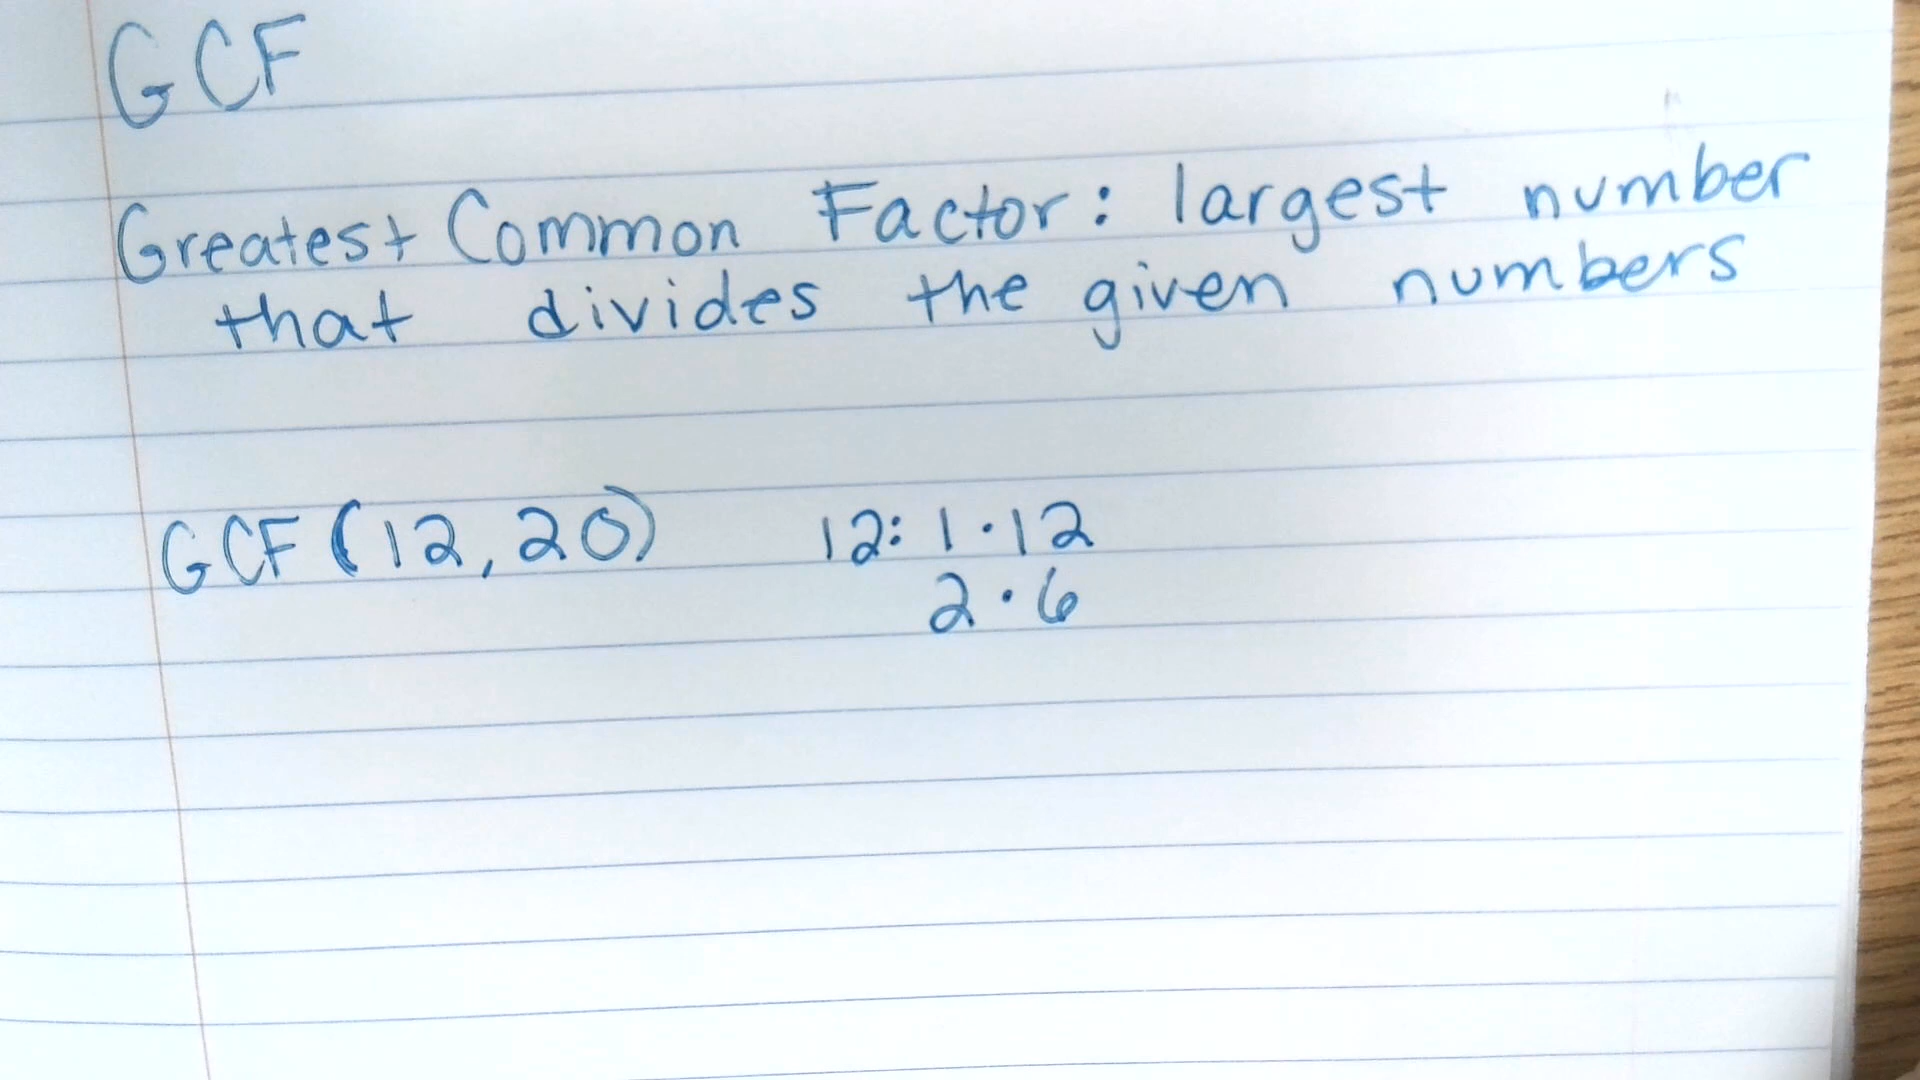 GCF
Greatest Common Factor: largest number
that divides the given numbers
GCF (12, 20) 12: 1 · 12
2 · 6